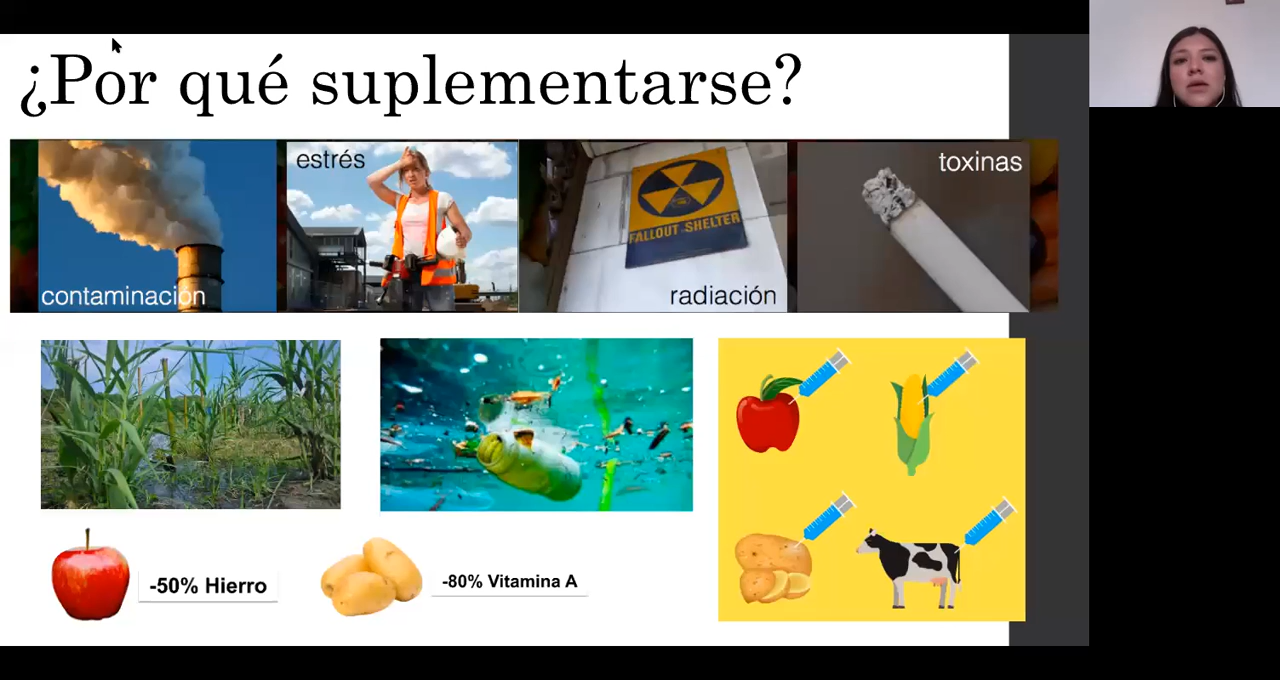 ¿Por qué suplementarse?
contaminación
estrés
FALLOUT SHELTER
radiación
toxinas
-50% Hierro
-80% Vitamina A